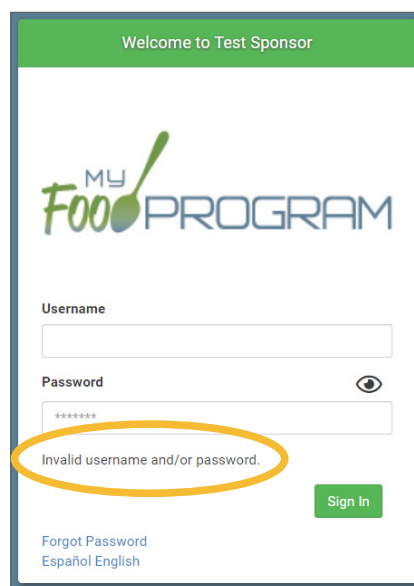 Welcome to Test Sponsor
MY
FOOD PROGRAM
Username
Password
*******
Invalid username and/or password.
Sign In
Forgot Password
Español English